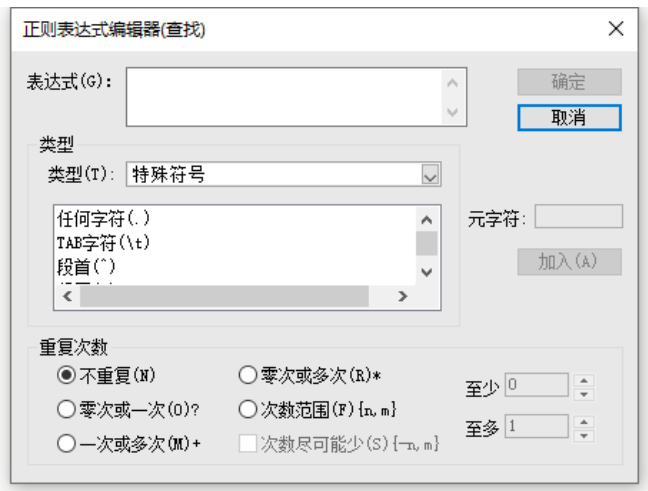 正则表达式编辑器(查找)
表达式(G):
确定
取消
类型
类型(T): 特殊符号
任何字符(.)
TAB字符(\t)
段首(^)
元字符:
加入(A)
重复次数
不重复(N)
零次或多次(R)*
至少 0
零次或一次(O)?
次数范围(F){n,m}
至多 1
一次或多次(M)+
次数尽可能少(S){-n,m}